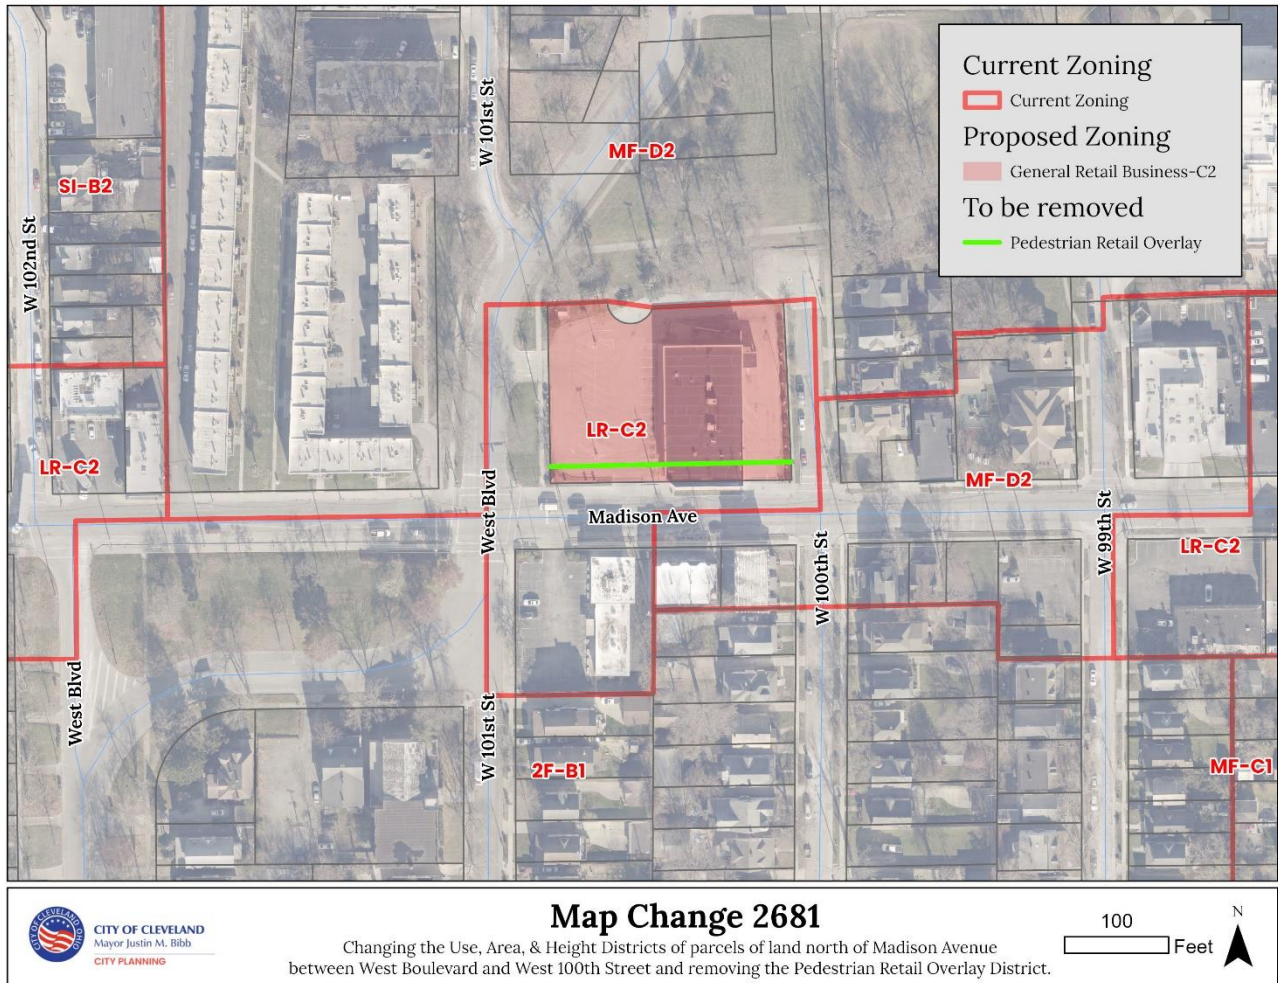 Current Zoning
Current Zoning
Proposed Zoning
General Retail Business-C2
To be removed
Pedestrian Retail Overlay
W 101st St
MF-D2
SI-B2
W 102nd St
LR-C2
LR-C2
MF-D2
West Blvd
Madison Ave
W 100th St
W 99th St
LR-C2
West Blvd
W 101st St
2F-B1
MF-C1
CITY OF CLEVELAND OHIO
CITY OF CLEVELAND
Mayor Justin M. Bibb
CITY PLANNING
Map Change 2681
Changing the Use, Area, & Height Districts of parcels of land north of Madison Avenue
between West Boulevard and West 100th Street and removing the Pedestrian Retail Overlay District.
100
Feet
N